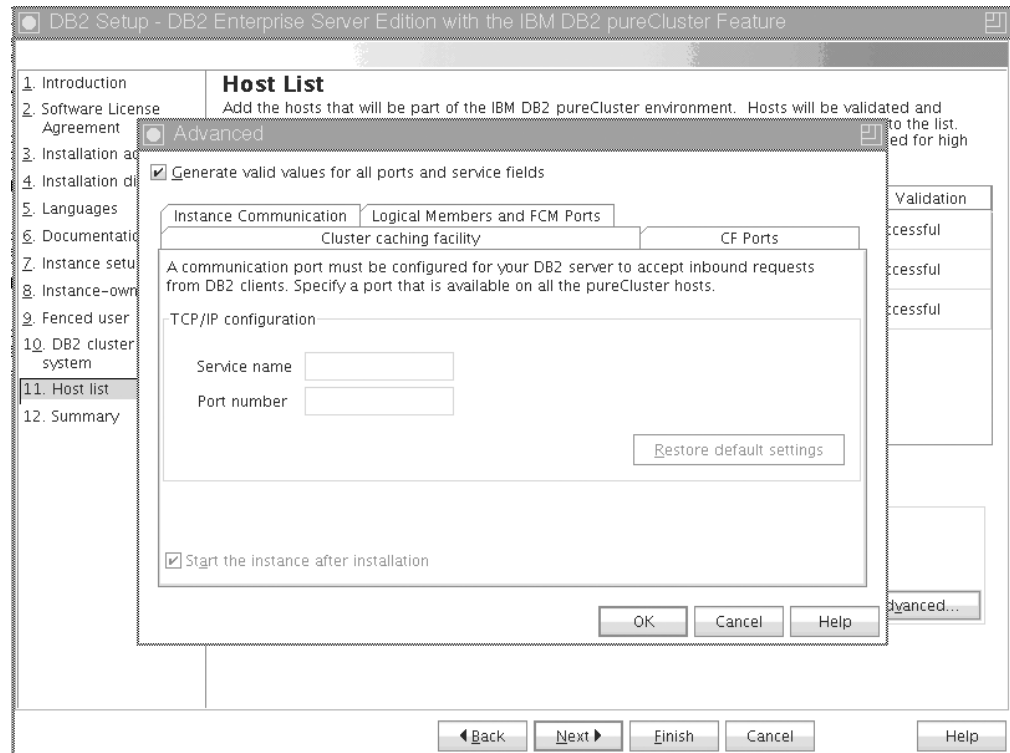 DB2 Setup - DB2 Enterprise Server Edition with the IBM DB2 pureCluster Feature
1. Introduction
2. Software License
Agreement
3. Installation ac
4. Installation di
5. Languages
6. Documentatio
7. Instance setu
8. Instance-own
9. Fenced user
10. DB2 cluster
system
11. Host list
12. Summary
Host List
Add the hosts that will be part of the IBM DB2 pureCluster environment. Hosts will be validated and
to the list.
ed for high
Validation
ccessful
ccessful
ccessful
dvanced...
Advanced
Generate valid values for all ports and service fields
Instance Communication
Logical Members and FCM Ports
Cluster caching facility
CF Ports
A communication port must be configured for your DB2 server to accept inbound requests
from DB2 clients. Specify a port that is available on all the pureCluster hosts.
TCP/IP configuration
Service name
Port number
Restore default settings
Start the instance after installation
OK
Cancel
Help
Back
Next
Finish
Cancel
Help